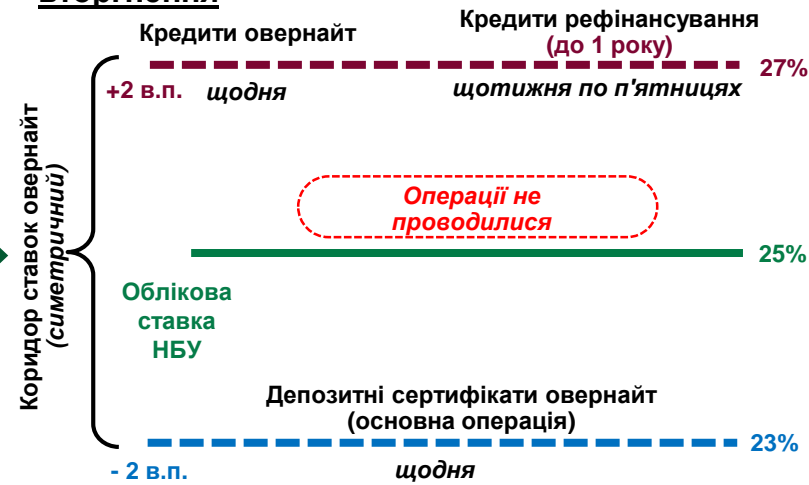 вторгнення
Кредити овернайт
Кредити рефінансування
(до 1 року)
27%
+2 в.п.
щодня
щотижня по п'ятницях
Коридор ставок овернайт
(симетричний)
Операції не
проводилися
25%
Облікова
ставка
НБУ
Депозитні сертифікати овернайт
(основна операція)
23%
- 2 в.п.
щодня